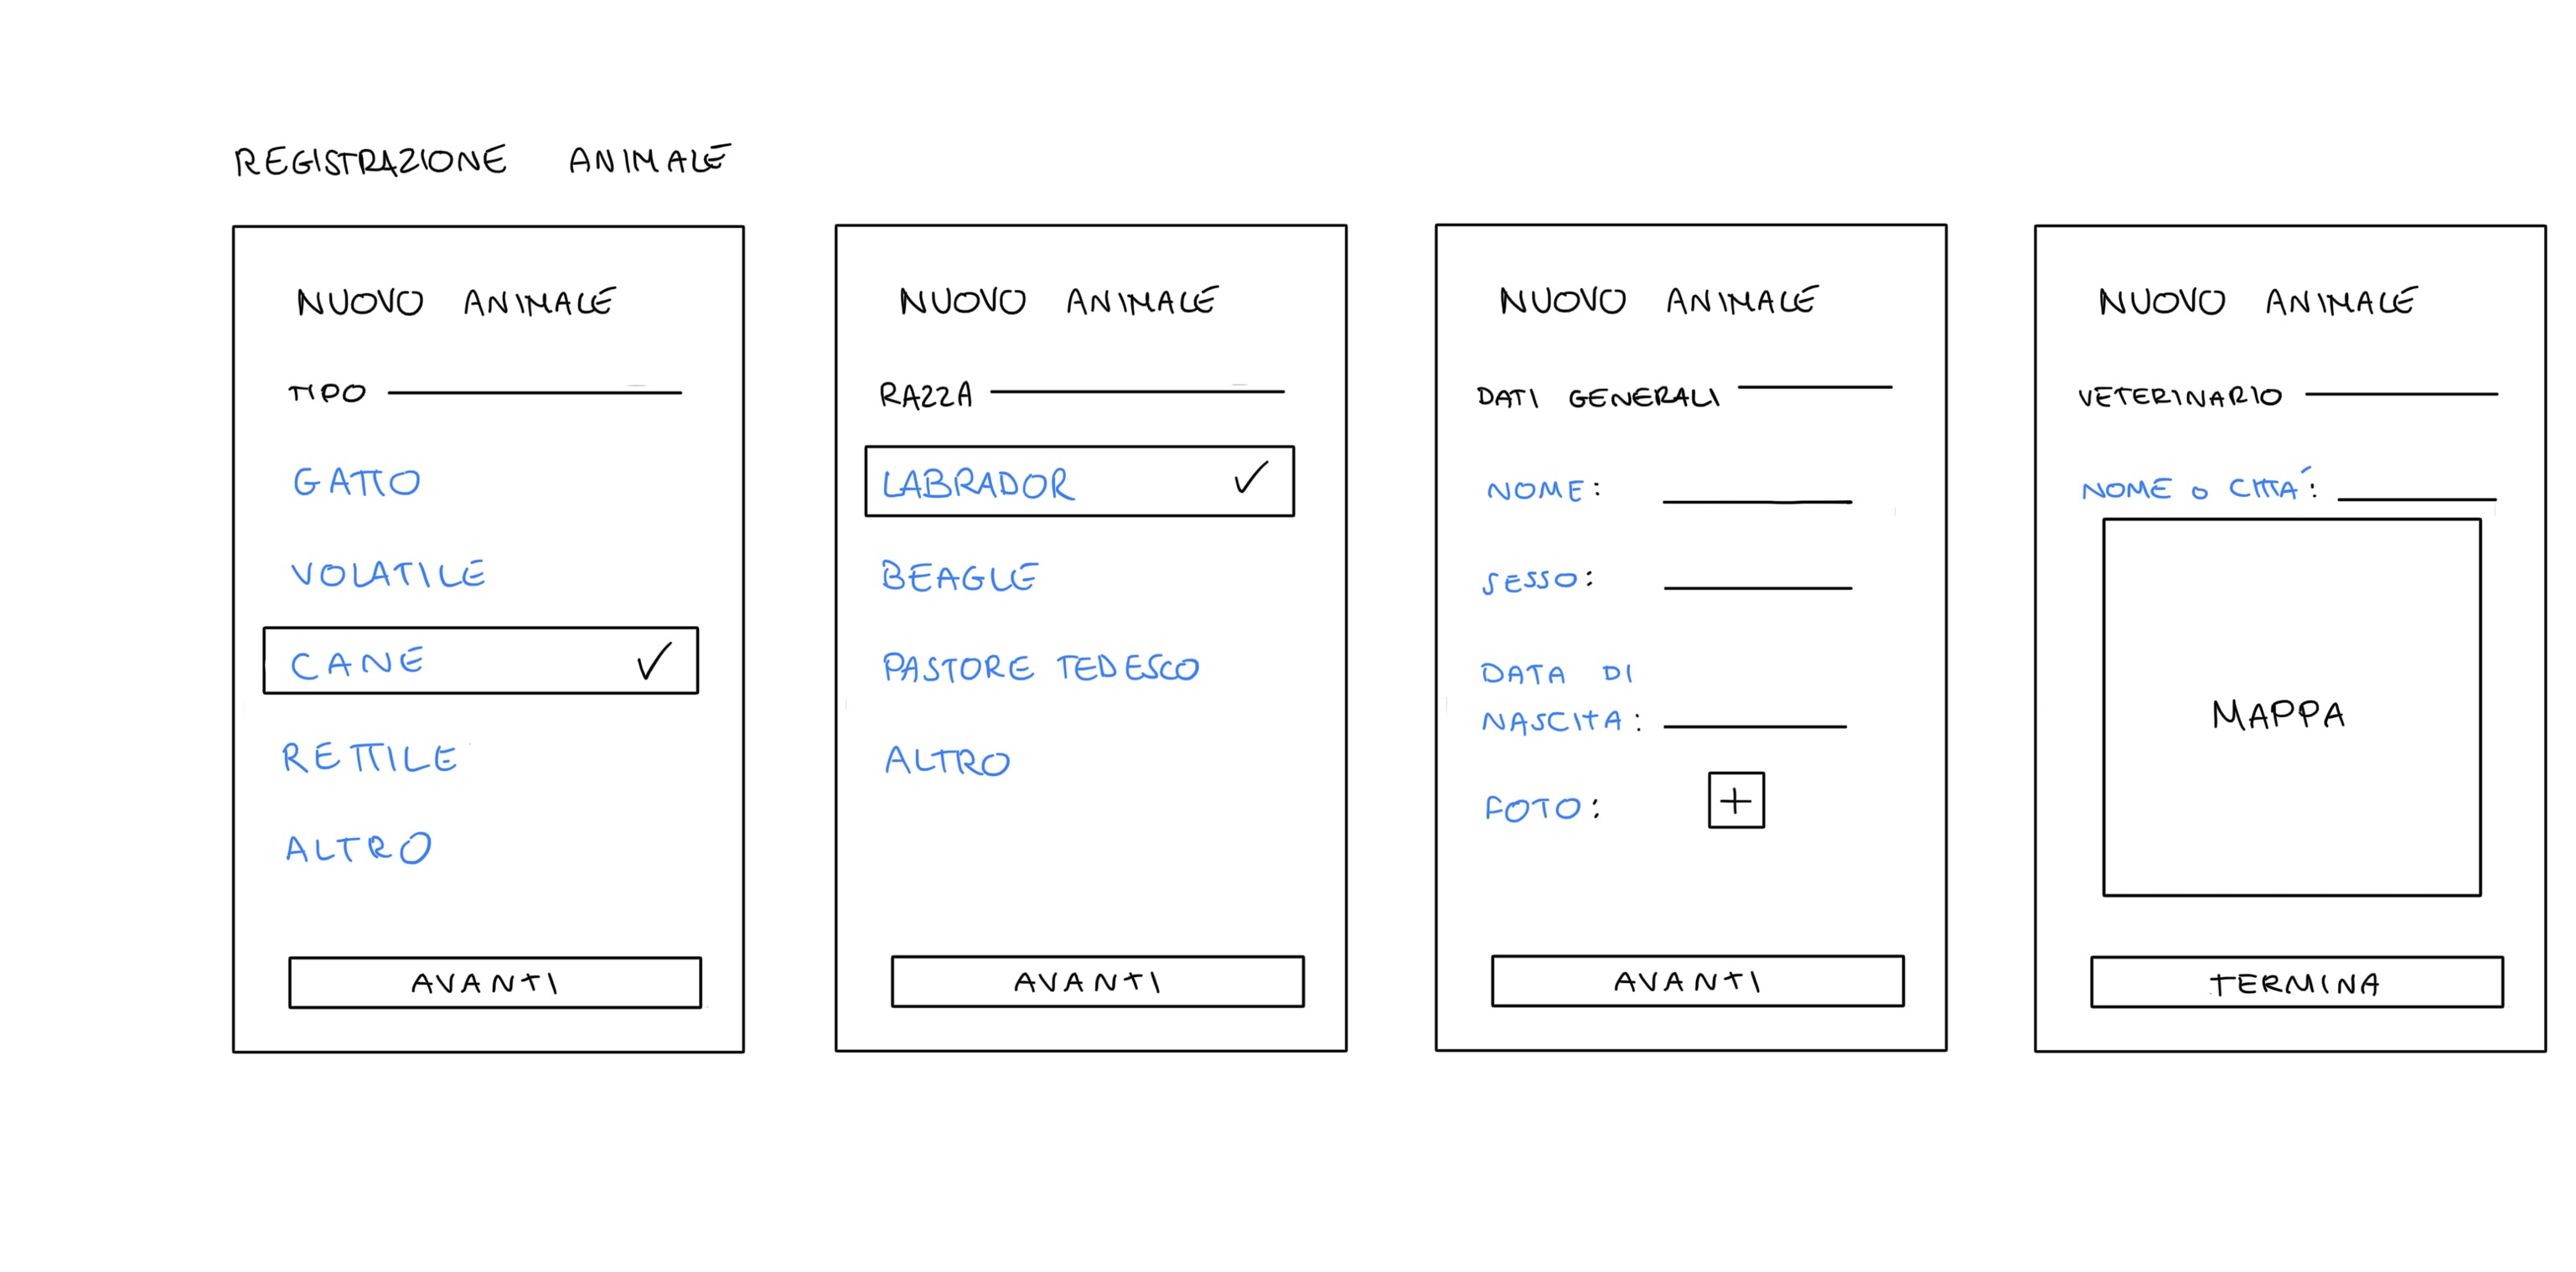 REGISTRAZIONE ANIMALE
NUOVO ANIMALE
TIPO
GATTO
VOLATILE
CANE ✓
RETTILE
ALTRO
AVANTI
NUOVO ANIMALE
RAZZA
LABRADOR ✓
BEAGLE
PASTORE TEDESCO
ALTRO
AVANTI
NUOVO ANIMALE
DATI GENERALI
NOME:
SESSO:
DATA DI
NASCITA:
FOTO: +
AVANTI
NUOVO ANIMALE
VETERINARIO
NOME O CITTÁ:
MAPPA
TERMINA